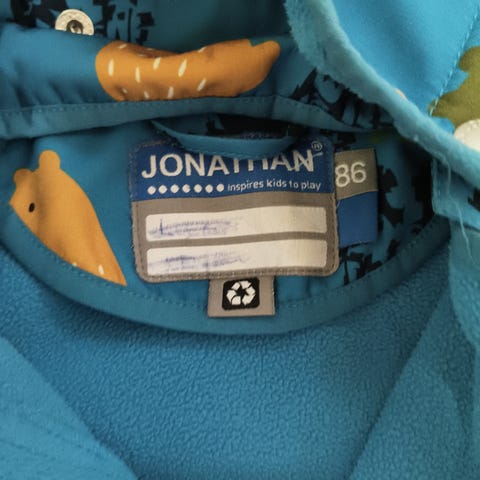 JONATHAN®
inspires kids to play
86